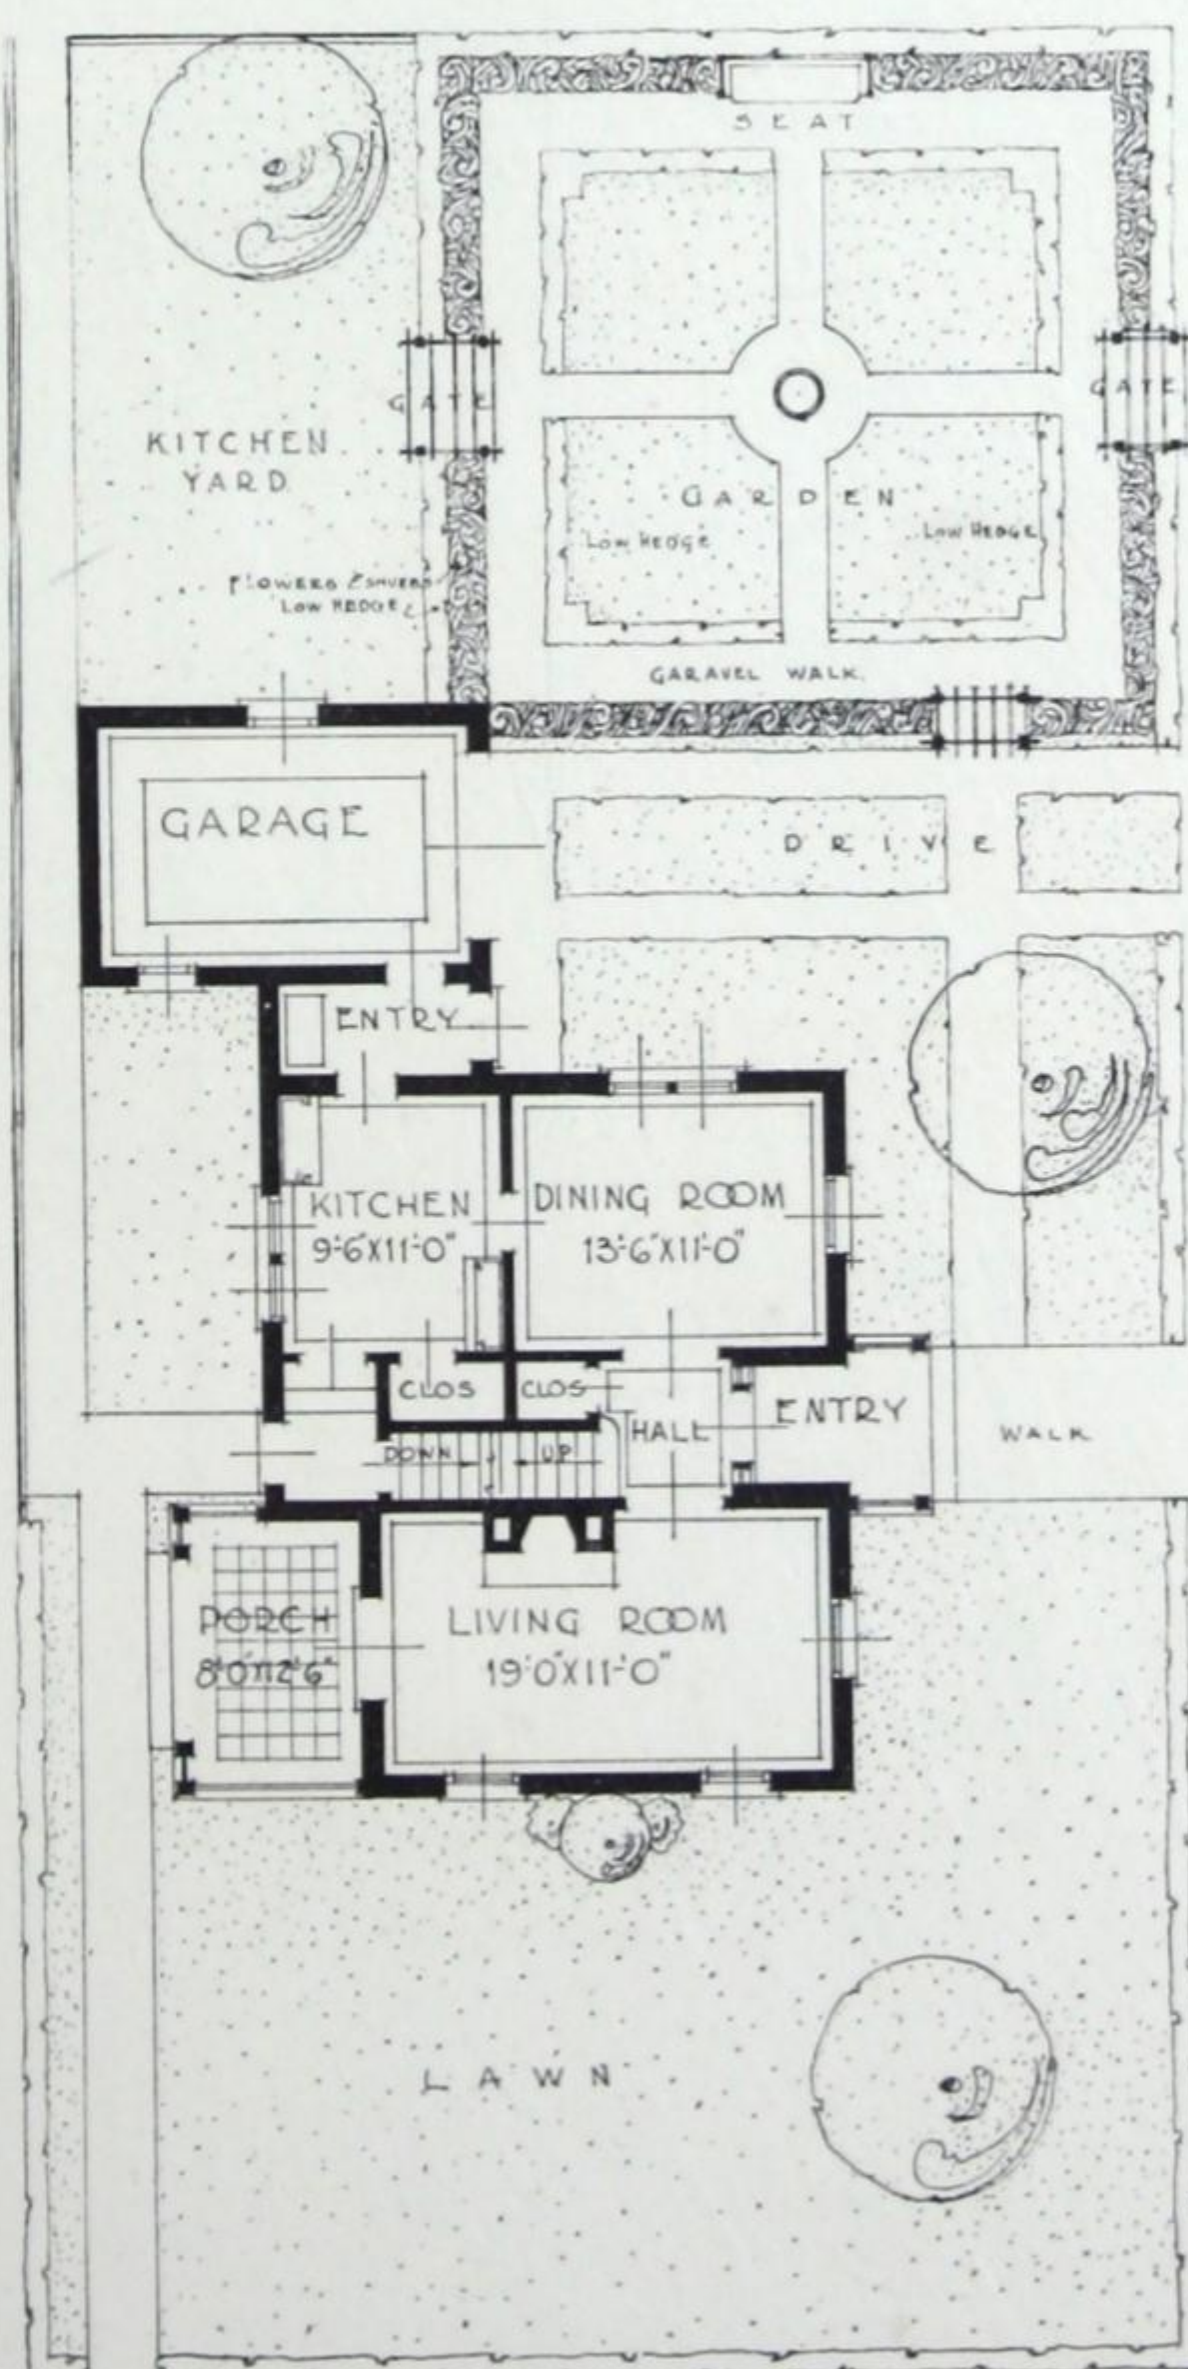 SEAT
GATE
GATE
KITCHEN
YARD
GARDEN
LOW HEDGE
LOW HEDGE
FLOWERS & SHRUBS
LOW HEDGE
GARAVEL WALK.
GARAGE
DRIVE
ENTRY
KITCHEN
9'-6"X11'-0"
DINING ROOM
13'-6"X11'-0"
CLOS
CLOS
HALL
ENTRY
WALK
DOWN
UP
PORCH
8'-0"X12'-6"
LIVING ROOM
19'-0"X11'-0"
LAWN